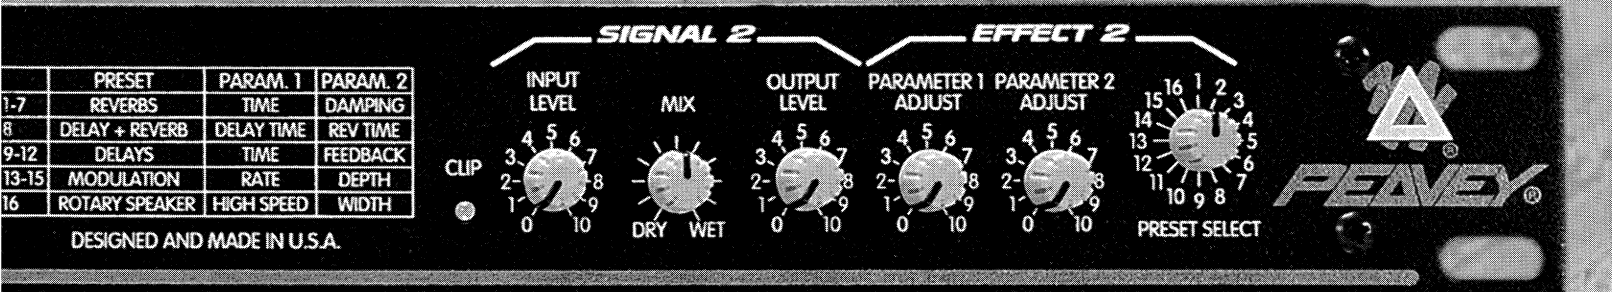 SIGNAL 2
EFFECT 2
PRESET PARAM. 1 PARAM. 2
1-7 REVERBS TIME DAMPING
8 DELAY + REVERB DELAY TIME REV TIME
9-12 DELAYS TIME FEEDBACK
13-15 MODULATION RATE DEPTH
16 ROTARY SPEAKER HIGH SPEED WIDTH
DESIGNED AND MADE IN U.S.A.
CLIP
INPUT
LEVEL
0 1 2 3 4 5 6 7 8 9 10
MIX
DRY WET
OUTPUT
LEVEL
0 1 2 3 4 5 6 7 8 9 10
PARAMETER 1
ADJUST
0 1 2 3 4 5 6 7 8 9 10
PARAMETER 2
ADJUST
0 1 2 3 4 5 6 7 8 9 10
1 2 3 4 5 6 7 8 9 10 11 12 13 14 15 16
PRESET SELECT
®
PEAVEY®